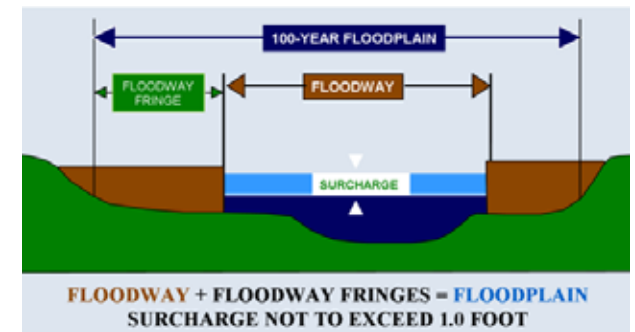 100-YEAR FLOODPLAIN
FLOODWAY
FRINGE
FLOODWAY
SURCHARGE
FLOODWAY + FLOODWAY FRINGES = FLOODPLAIN
SURCHARGE NOT TO EXCEED 1.0 FOOT